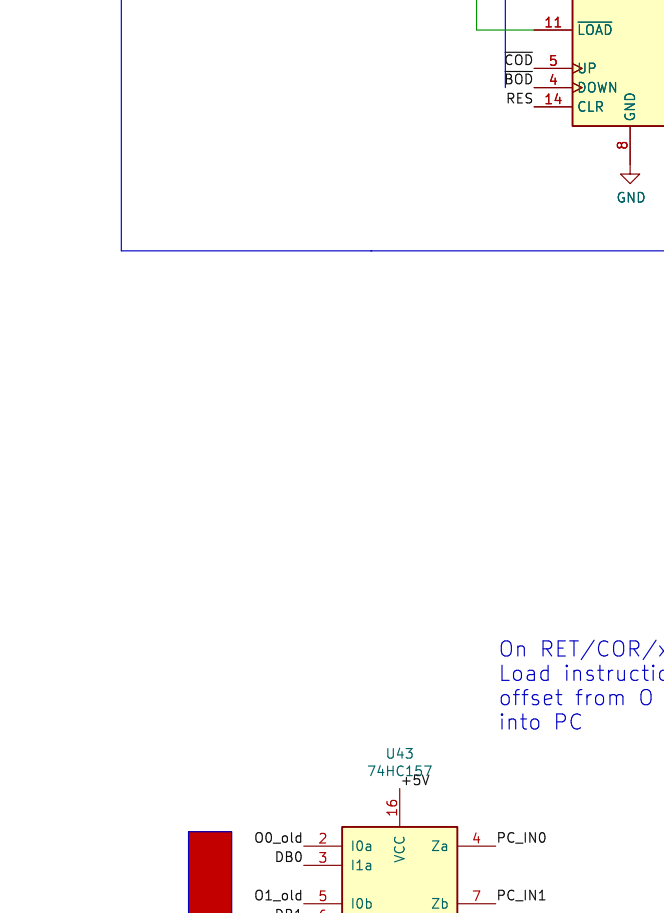 11 LOAD
COD 5 UP
BOD 4 DOWN
RES 14 CLR
GND
8
GND
On RET/COR/x
Load instructio
offset from O
into PC
U43
74HC157
+5V
16
VCC
O0_old 2 I0a Za 4 PC_IN0
DB0 3 I1a
O1_old 5 I0b Zb 7 PC_IN1